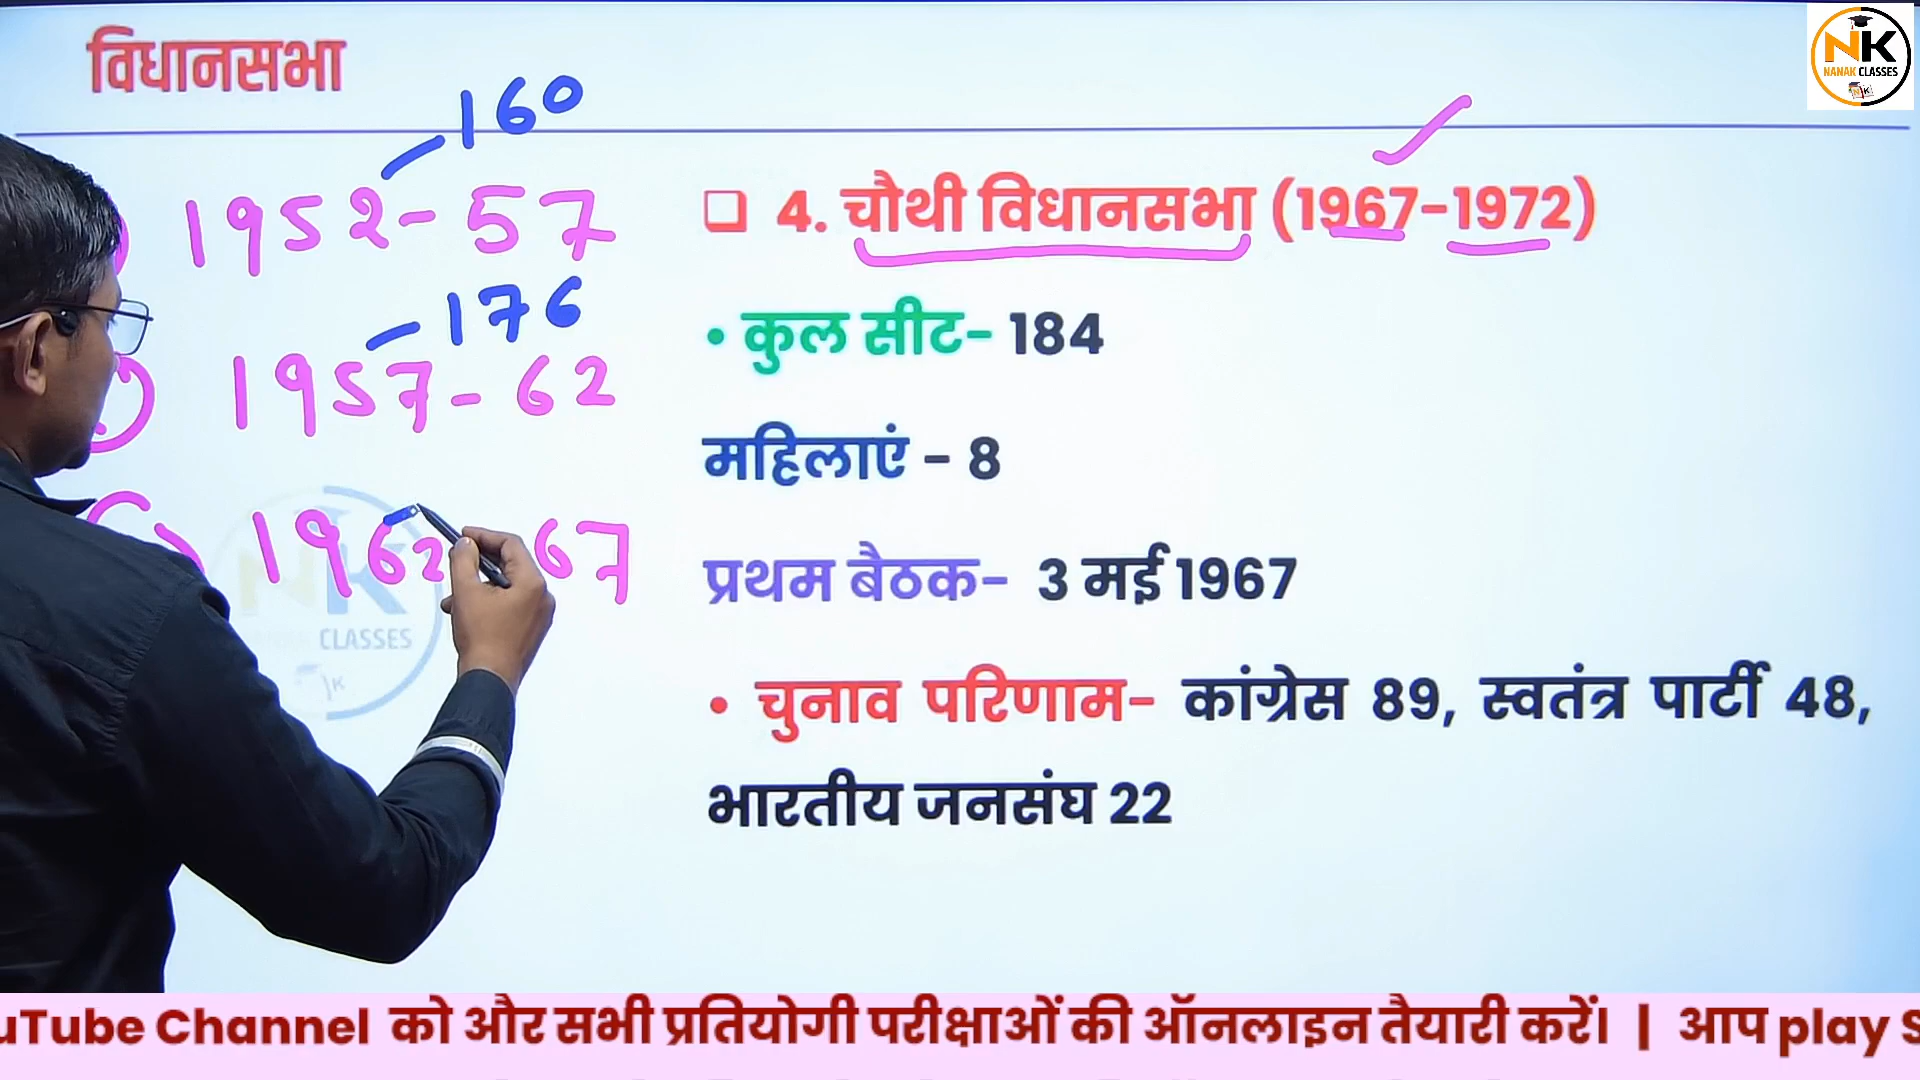 विधानसभा
NK
NANAK CLASSES
160
1952-57
176
1957-62
1962 67
CLASSES
❑ 4. चौथी विधानसभा (1967-1972)
• कुल सीट- 184
महिलाएं - 8
प्रथम बैठक- 3 मई 1967
• चुनाव परिणाम- कांग्रेस 89, स्वतंत्र पार्टी 48,
भारतीय जनसंघ 22
uTube Channel को और सभी प्रतियोगी परीक्षाओं की ऑनलाइन तैयारी करें। | आप play S